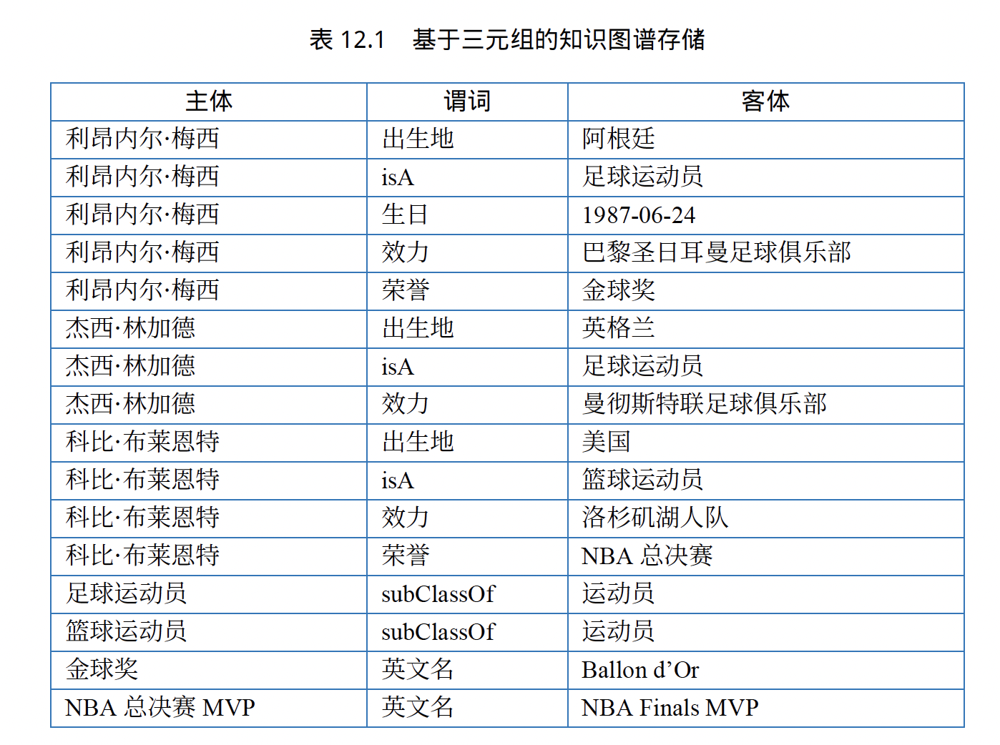 表 12.1 基于三元组的知识图谱存储
主体 谓词 客体
利昂内尔·梅西 出生地 阿根廷
利昂内尔·梅西 isA 足球运动员
利昂内尔·梅西 生日 1987-06-24
利昂内尔·梅西 效力 巴黎圣日耳曼足球俱乐部
利昂内尔·梅西 荣誉 金球奖
杰西·林加德 出生地 英格兰
杰西·林加德 isA 足球运动员
杰西·林加德 效力 曼彻斯特联足球俱乐部
科比·布莱恩特 出生地 美国
科比·布莱恩特 isA 篮球运动员
科比·布莱恩特 效力 洛杉矶湖人队
科比·布莱恩特 荣誉 NBA 总决赛
足球运动员 subClassOf 运动员
篮球运动员 subClassOf 运动员
金球奖 英文名 Ballon d’Or
NBA 总决赛 MVP 英文名 NBA Finals MVP